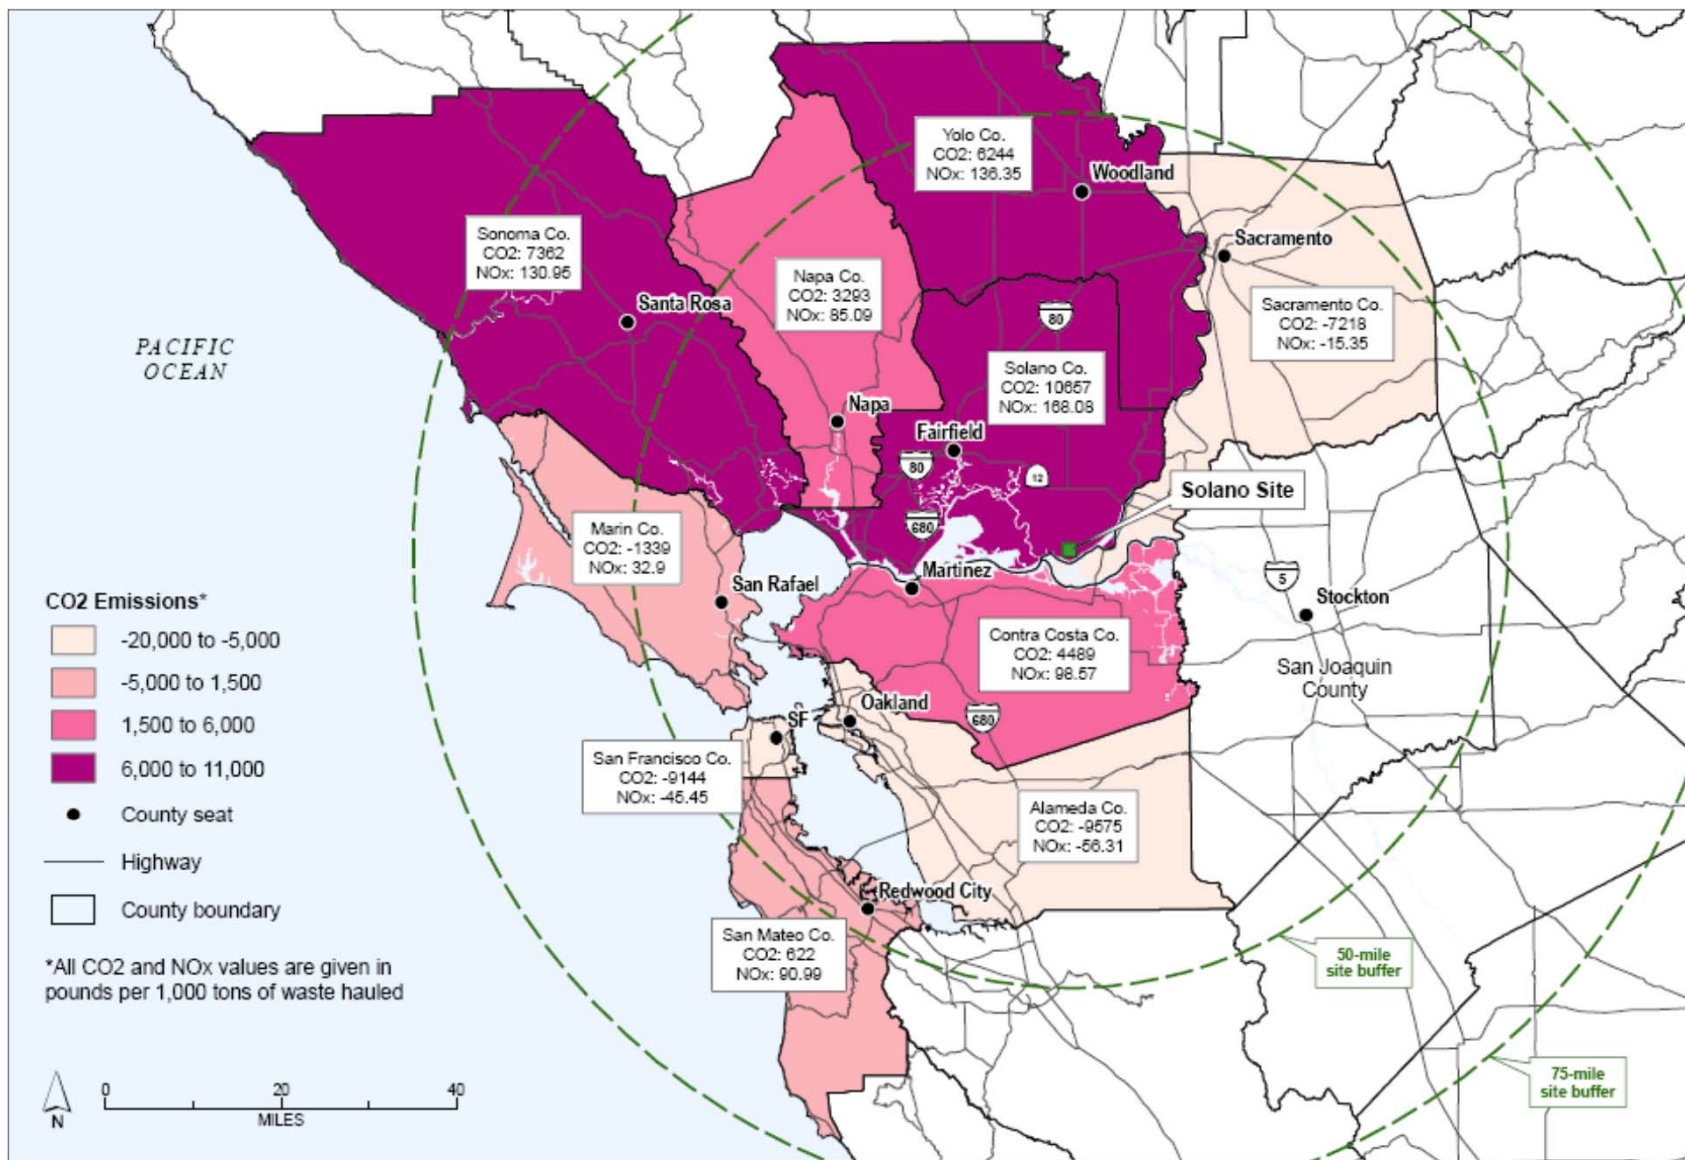 Yolo Co.
CO2: 6244
NOx: 136.35
Woodland
Sonoma Co.
CO2: 7362
NOx: 130.95
Sacramento
Napa Co.
CO2: 3293
NOx: 85.09
Santa Rosa
80
Sacramento Co.
CO2: -7218
NOx: -15.35
PACIFIC
OCEAN
Solano Co.
CO2: 10657
NOx: 168.08
Napa
Fairfield
80
12
Solano Site
680
Marin Co.
CO2: -1339
NOx: 32.9
Martinez
San Rafael
5
Stockton
CO2 Emissions*
-20,000 to -5,000
-5,000 to 1,500
1,500 to 6,000
6,000 to 11,000
County seat
Highway
County boundary
*All CO2 and NOx values are given in
pounds per 1,000 tons of waste hauled
Contra Costa Co.
CO2: 4489
NOx: 98.57
San Joaquin
County
Oakland
680
SF
San Francisco Co.
CO2: -9144
NOx: -45.45
Alameda Co.
CO2: -9575
NOx: -56.31
Redwood City
San Mateo Co.
CO2: 622
NOx: 90.99
50-mile
site buffer
75-mile
site buffer
N
0 20 40
MILES